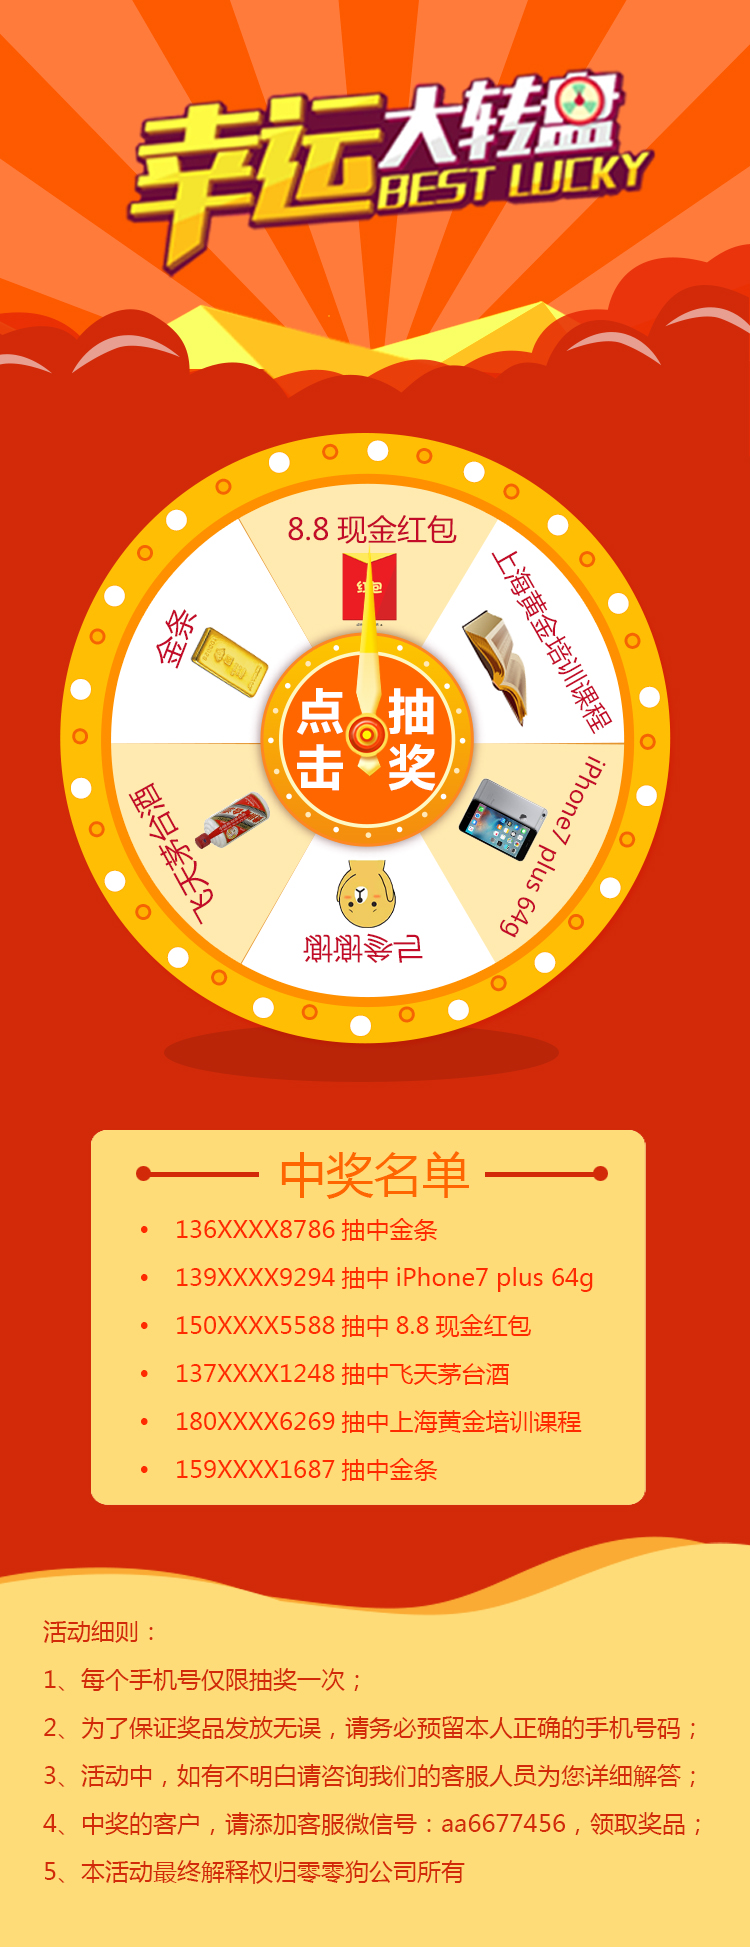 幸运大转盘
BEST LUCKY
8.8 现金红包
红包
上海黄金培训课程
金条
点 抽
击 奖
iPhone7 plus 64g
飞天茅台酒
谢谢参与
中奖名单
• 136XXXX8786 抽中金条
• 139XXXX9294 抽中 iPhone7 plus 64g
• 150XXXX5588 抽中 8.8 现金红包
• 137XXXX1248 抽中飞天茅台酒
• 180XXXX6269 抽中上海黄金培训课程
• 159XXXX1687 抽中金条
活动细则：
1、每个手机号仅限抽奖一次；
2、为了保证奖品发放无误，请务必预留本人正确的手机号码；
3、活动中，如有不明白请咨询我们的客服人员为您详细解答；
4、中奖的客户，请添加客服微信号：aa6677456，领取奖品；
5、本活动最终解释权归零零狗公司所有